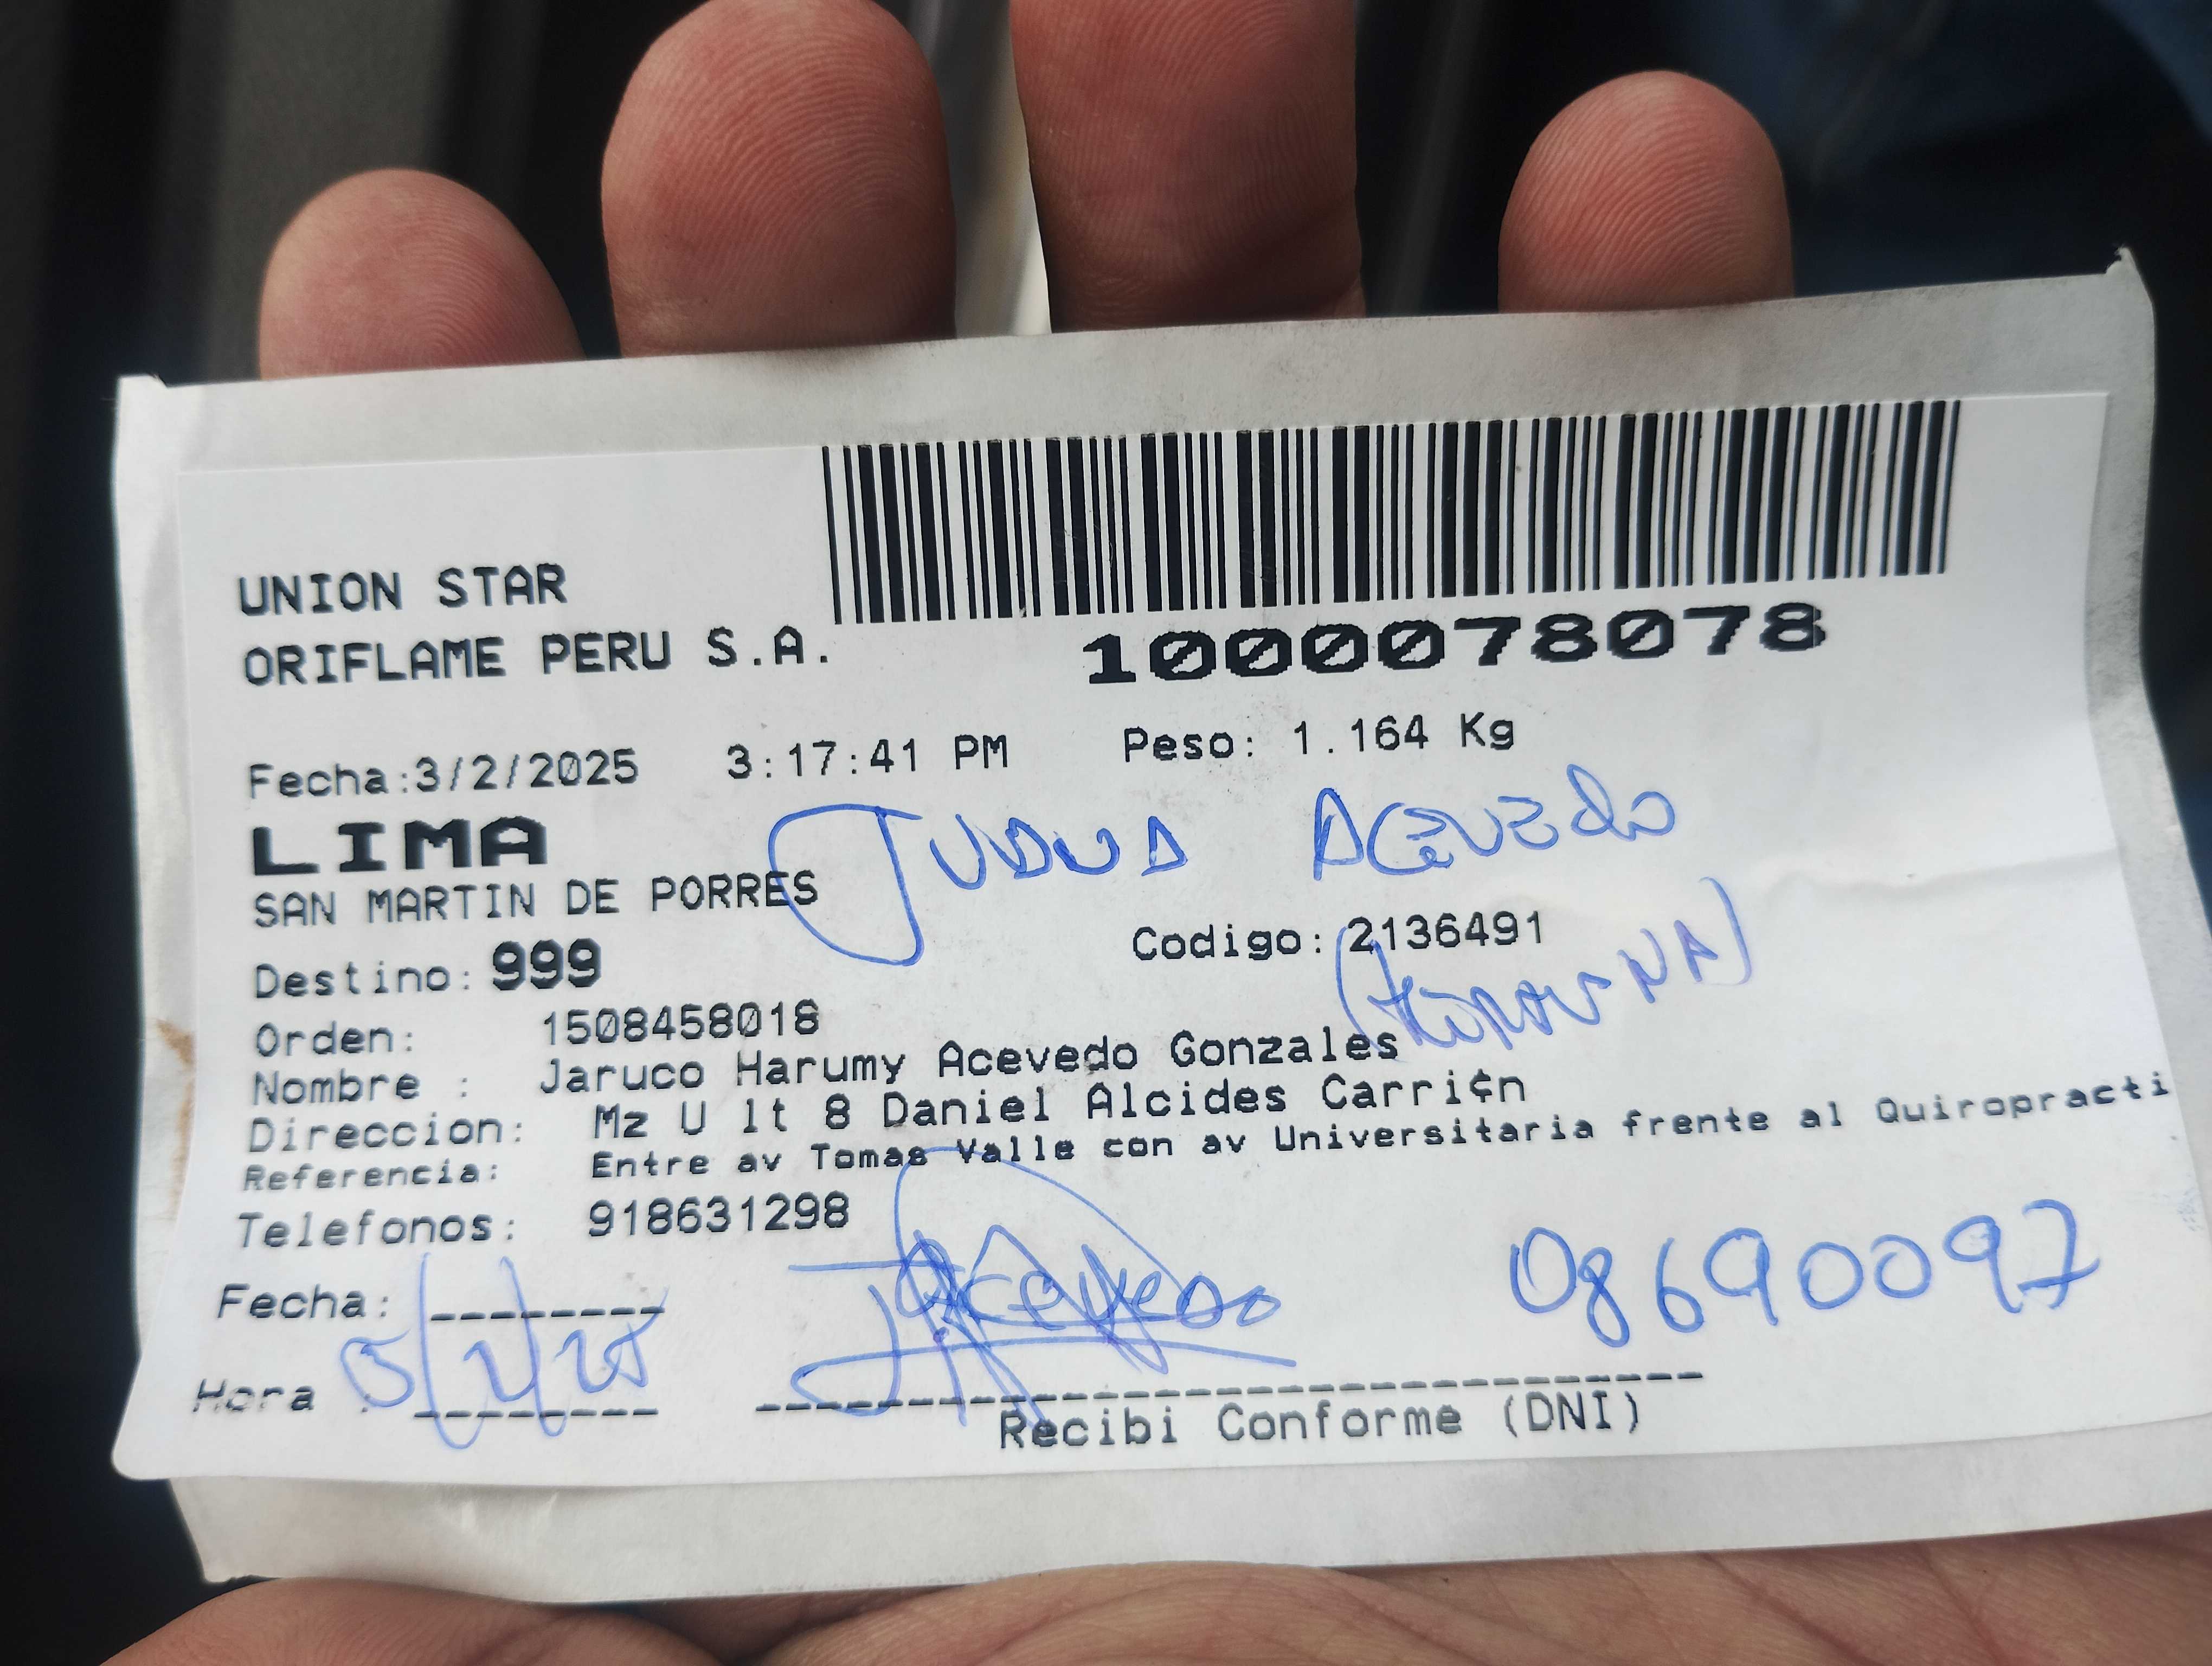 UNION STAR
ORIFLAME PERU S.A.
1000078078
Fecha:3/2/2025 3:17:41 PM Peso: 1.164 Kg
LIMA
Acevedo
SAN MARTIN DE PORRES
Codigo: 2136491
Destino: 999
Orden: 1508458018
Nombre : Jaruco Harumy Acevedo Gonzales
Direccion: Mz U lt 8 Daniel Alcides Carri¢n
Referencia: Entre av Tomas Valle con av Universitaria frente al Quiropracti
Telefonos: 918631298
Fecha: --------
08690097
Hora : --------
Recibi Conforme (DNI)